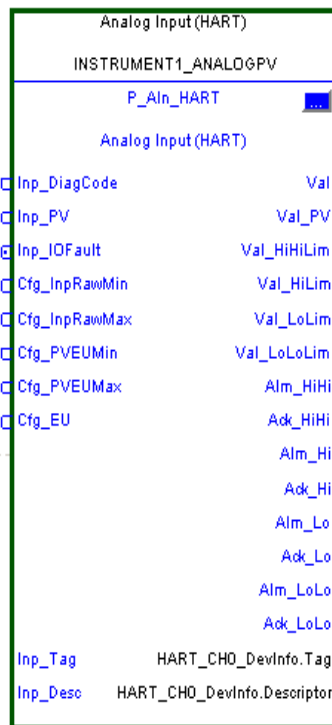 Analog Input (HART)
INSTRUMENT1_ANALOGPV
P_AIn_HART ...
Analog Input (HART)
Inp_DiagCode Val
Inp_PV Val_PV
Inp_IOFault Val_HiHiLim
Cfg_InpRawMin Val_HiLim
Cfg_InpRawMax Val_LoLim
Cfg_PVEUMin Val_LoLoLim
Cfg_PVEUMax Alm_HiHi
Cfg_EU Ack_HiHi
Alm_Hi
Ack_Hi
Alm_Lo
Ack_Lo
Alm_LoLo
Ack_LoLo
Inp_Tag HART_CH0_DevInfo.Tag
Inp_Desc HART_CH0_DevInfo.Descriptor